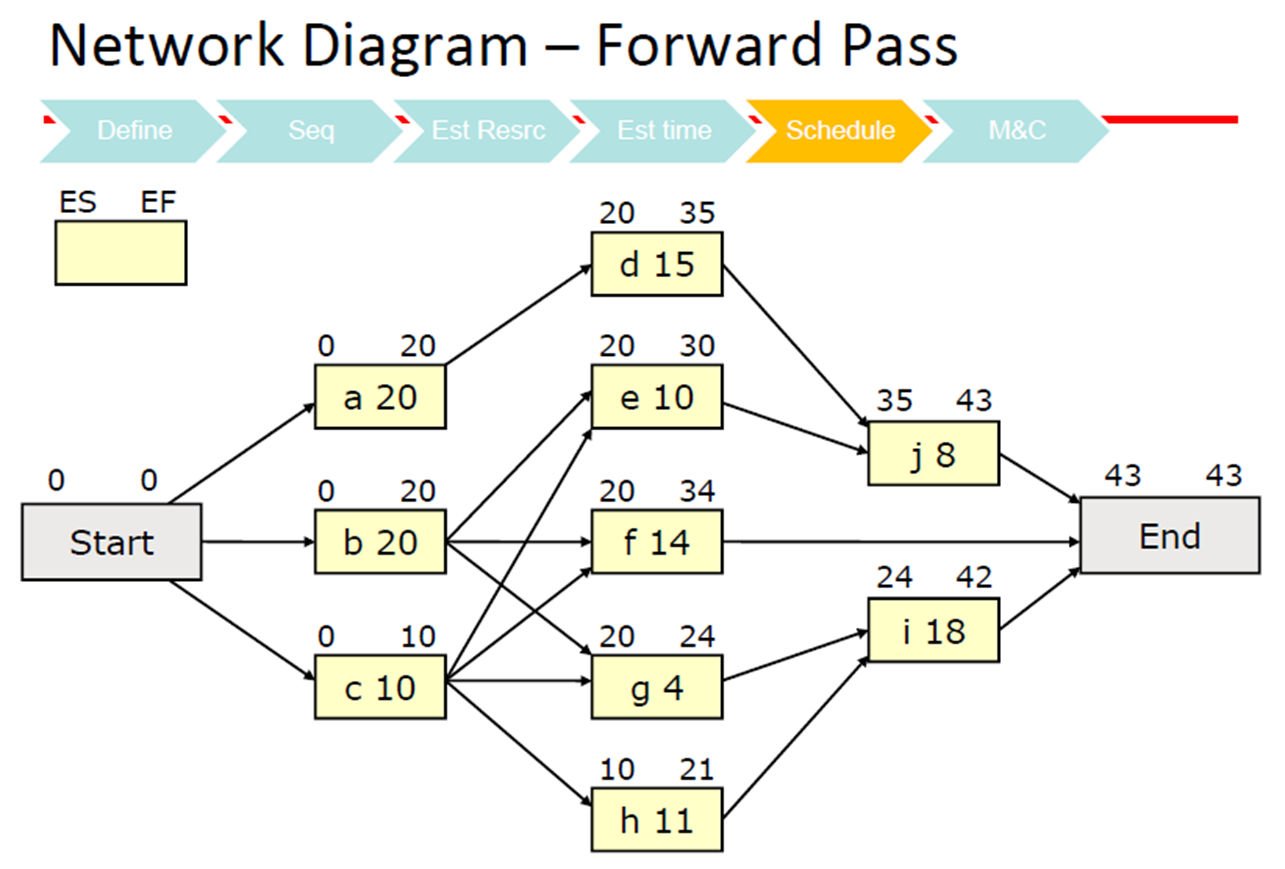 Network Diagram – Forward Pass
Define Seq Est Resrc Est time Schedule M&C
ES EF
20 35
d 15
0 20
a 20
20 30
e 10
35 43
j 8
0 0
Start
0 20
b 20
20 34
f 14
43 43
End
24 42
i 18
0 10
c 10
20 24
g 4
10 21
h 11